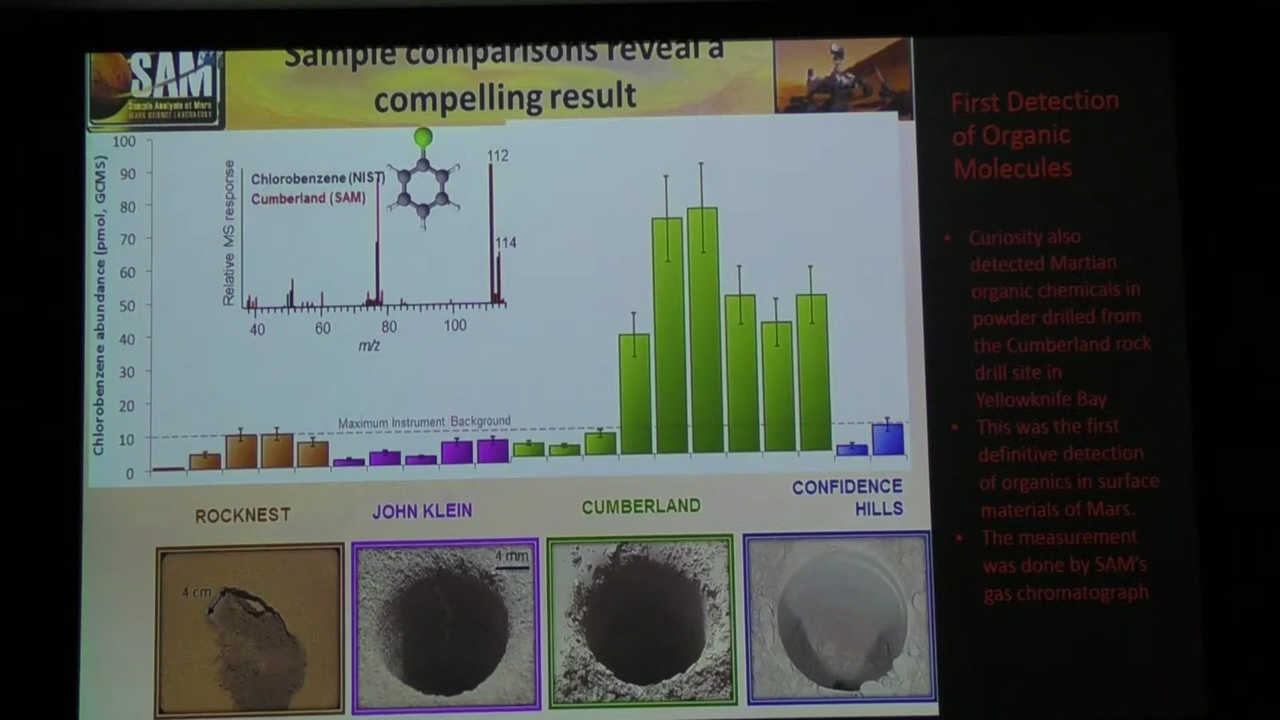 Sample comparisons reveal a
compelling result
SAM
Sample Analysis at Mars
MARS SCIENCE LABORATORY
Chlorobenzene abundance (pmol, GCMS)
100
90
80
70
60
50
40
30
20
10
0
Relative MS response
Chlorobenzene (NIST)
Cumberland (SAM)
112
114
40
60
80
100
m/z
Maximum Instrument Background
ROCKNEST
JOHN KLEIN
CUMBERLAND
CONFIDENCE
HILLS
4 cm
4 mm
First Detection
of Organic
Molecules
• Curiosity also
detected Martian
organic chemicals in
powder drilled from
the Cumberland rock
drill site in
Yellowknife Bay
• This was the first
definitive detection
of organics in surface
materials of Mars.
• The measurement
was done by SAM's
gas chromatograph